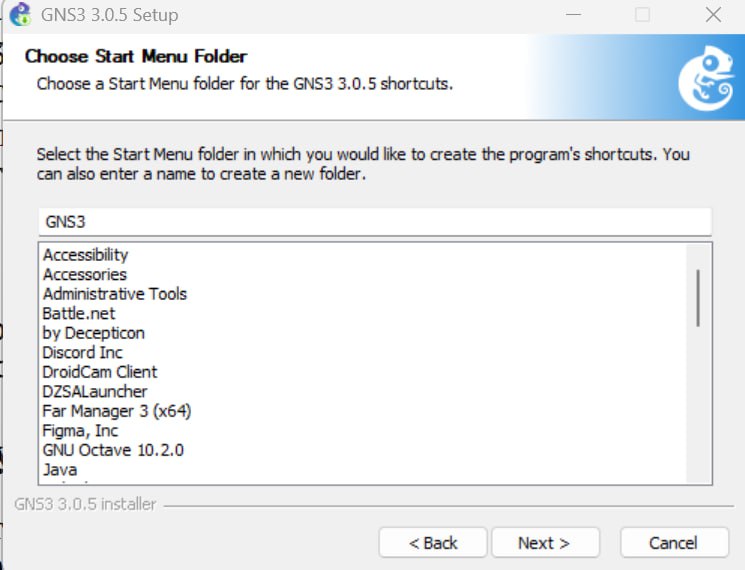 GNS3 3.0.5 Setup
Choose Start Menu Folder
Choose a Start Menu folder for the GNS3 3.0.5 shortcuts.
Select the Start Menu folder in which you would like to create the program's shortcuts. You
can also enter a name to create a new folder.
GNS3
Accessibility
Accessories
Administrative Tools
Battle.net
by Decepticon
Discord Inc
DroidCam Client
DZSALauncher
Far Manager 3 (x64)
Figma, Inc
GNU Octave 10.2.0
Java
GNS3 3.0.5 installer
< Back
Next >
Cancel